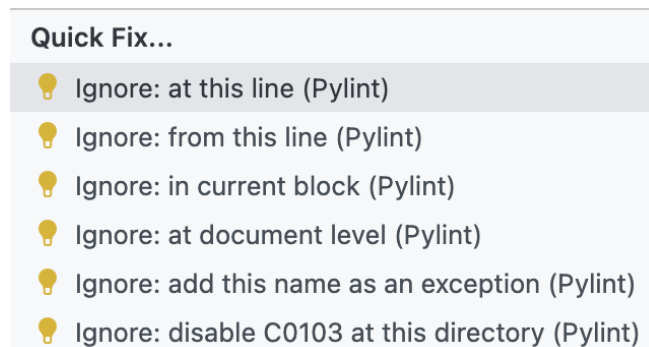 Quick Fix...
Ignore: at this line (Pylint)
Ignore: from this line (Pylint)
Ignore: in current block (Pylint)
Ignore: at document level (Pylint)
Ignore: add this name as an exception (Pylint)
Ignore: disable C0103 at this directory (Pylint)